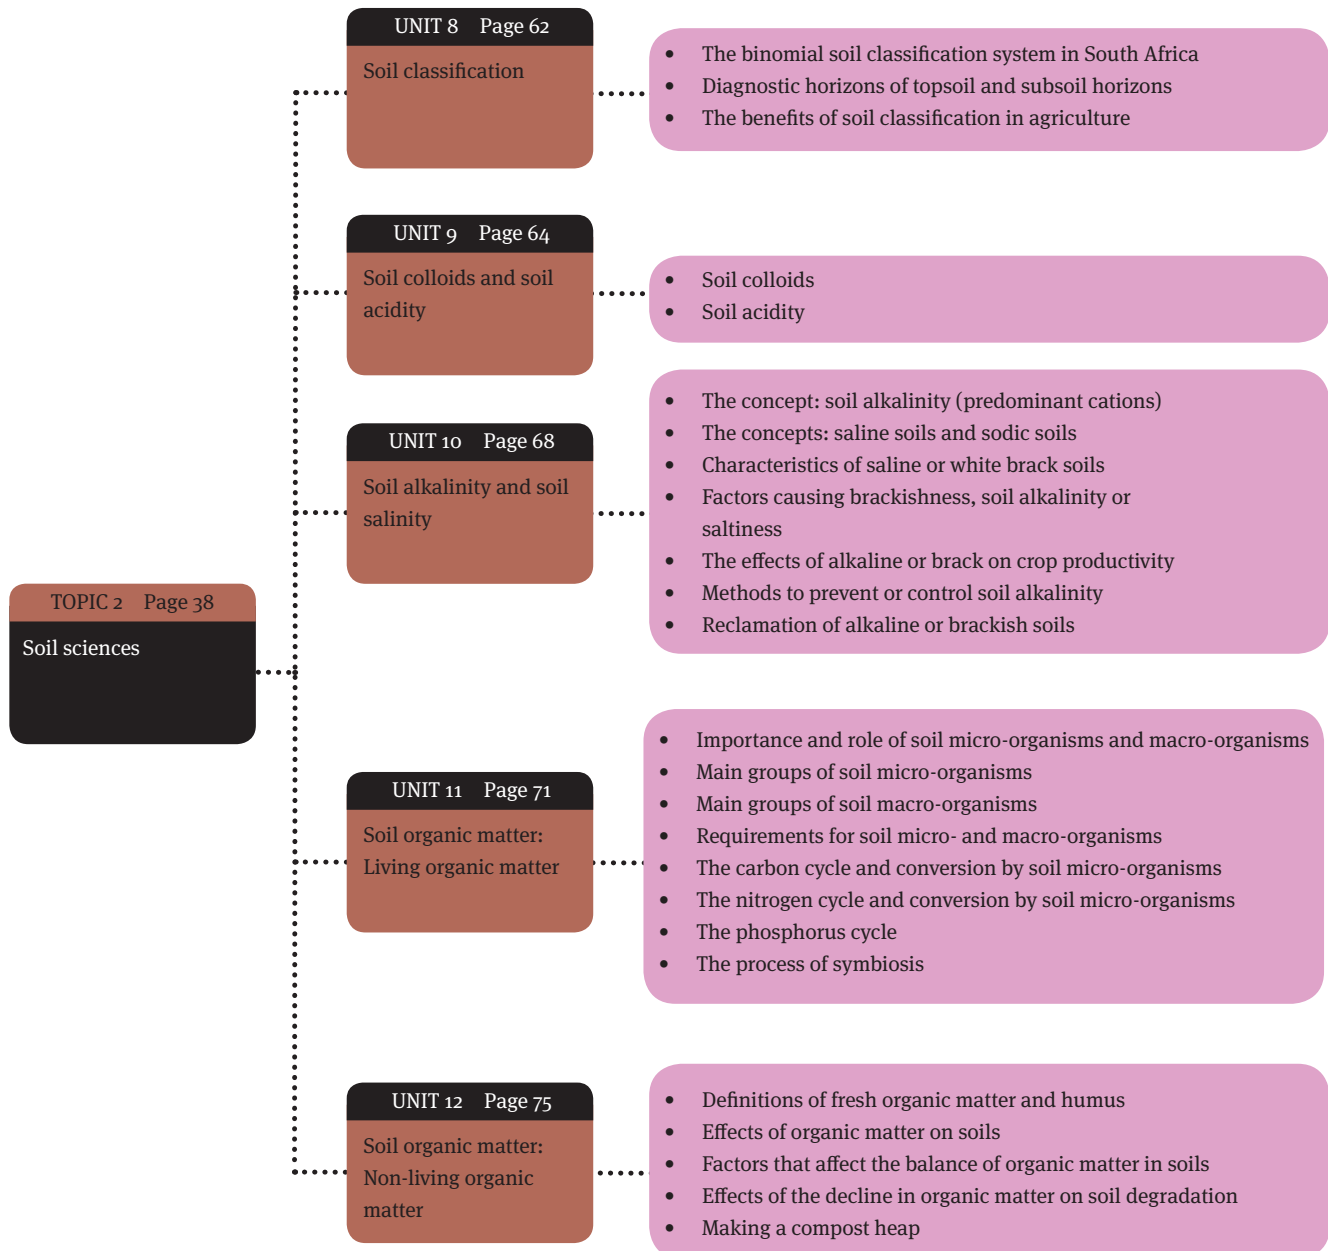 UNIT 8 Page 62
Soil classification
• The binomial soil classification system in South Africa
• Diagnostic horizons of topsoil and subsoil horizons
• The benefits of soil classification in agriculture
UNIT 9 Page 64
Soil colloids and soil
acidity
• Soil colloids
• Soil acidity
UNIT 10 Page 68
Soil alkalinity and soil
salinity
• The concept: soil alkalinity (predominant cations)
• The concepts: saline soils and sodic soils
• Characteristics of saline or white brack soils
• Factors causing brackishness, soil alkalinity or
saltiness
• The effects of alkaline or brack on crop productivity
• Methods to prevent or control soil alkalinity
• Reclamation of alkaline or brackish soils
TOPIC 2 Page 38
Soil sciences
UNIT 11 Page 71
Soil organic matter:
Living organic matter
• Importance and role of soil micro-organisms and macro-organisms
• Main groups of soil micro-organisms
• Main groups of soil macro-organisms
• Requirements for soil micro- and macro-organisms
• The carbon cycle and conversion by soil micro-organisms
• The nitrogen cycle and conversion by soil micro-organisms
• The phosphorus cycle
• The process of symbiosis
UNIT 12 Page 75
Soil organic matter:
Non-living organic
matter
• Definitions of fresh organic matter and humus
• Effects of organic matter on soils
• Factors that affect the balance of organic matter in soils
• Effects of the decline in organic matter on soil degradation
• Making a compost heap